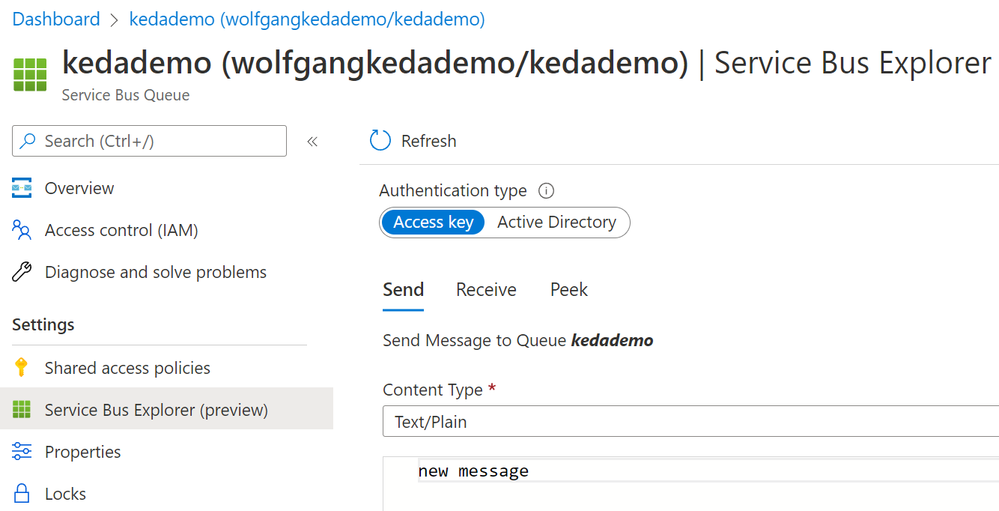 Dashboard > kedademo (wolfgangkedademo/kedademo)
kedademo (wolfgangkedademo/kedademo) | Service Bus Explorer
Service Bus Queue
Search (Ctrl+/)
«
Refresh
Overview
Access control (IAM)
Diagnose and solve problems
Settings
Shared access policies
Service Bus Explorer (preview)
Properties
Locks
Authentication type
Access key Active Directory
Send Receive Peek
Send Message to Queue kedademo
Content Type *
Text/Plain
new message